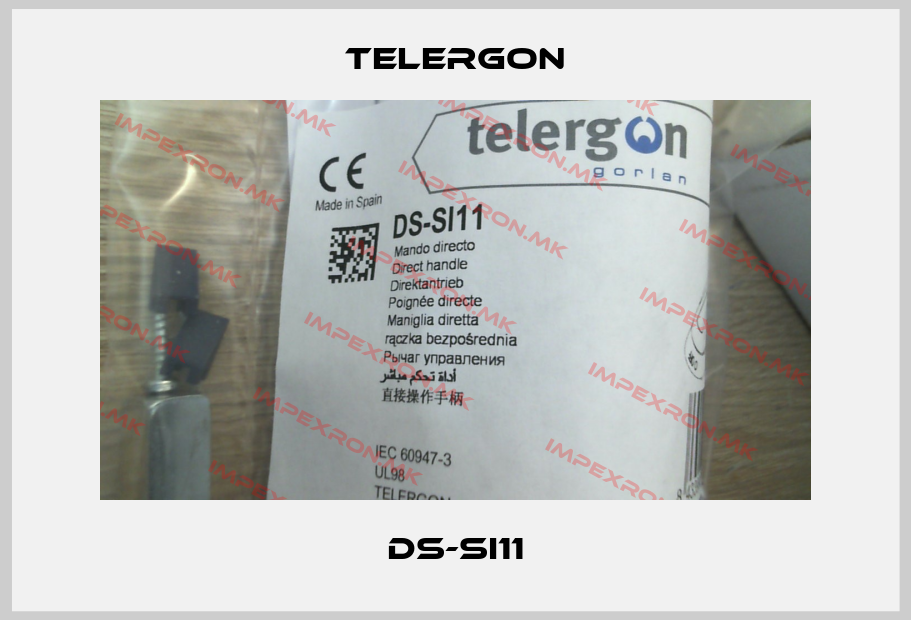 TELERGON
telergon
gorlan
CE
Made in Spain
DS-SI11
Mando directo
Direct handle
Direktantrieb
Poignée directe
Maniglia diretta
rączka bezpośrednia
Рычаг управления
أداة تحكم مباشر
直接操作手柄
IEC 60947-3
UL98
TELERGON
IMPEXRON.MK
DS-SI11